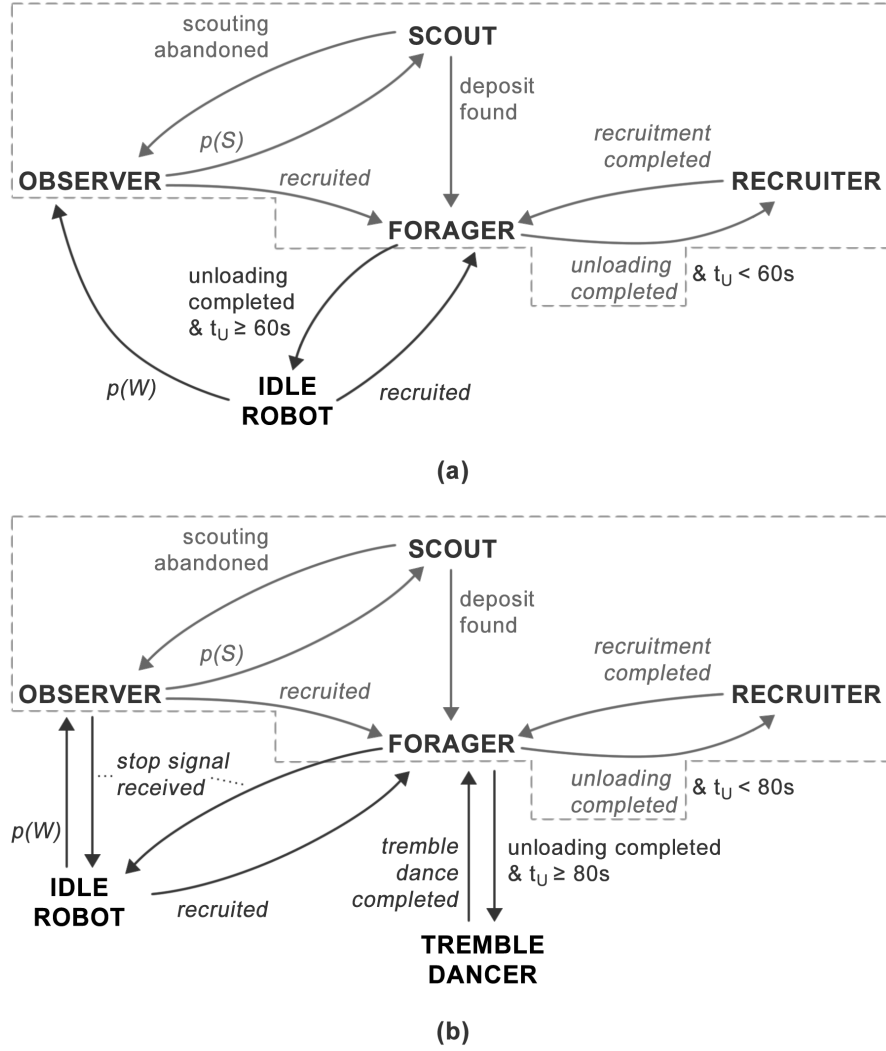 scouting
abandoned
SCOUT
deposit
found
p(S)
recruitment
completed
OBSERVER
recruited
RECRUITER
FORAGER
unloading
completed
& t_U ≥ 60s
unloading
completed
& t_U < 60s
p(W)
IDLE
ROBOT
recruited
(a)
scouting
abandoned
SCOUT
deposit
found
p(S)
recruitment
completed
OBSERVER
recruited
RECRUITER
FORAGER
stop signal
received
unloading
completed
& t_U < 80s
p(W)
tremble
dance
completed
unloading completed
& t_U ≥ 80s
IDLE
ROBOT
recruited
TREMBLE
DANCER
(b)